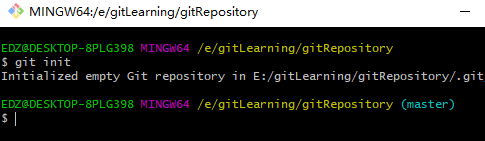 MINGW64:/e/gitLearning/gitRepository
EDZ@DESKTOP-8PLG398 MINGW64 /e/gitLearning/gitRepository
$ git init
Initialized empty Git repository in E:/gitLearning/gitRepository/.git
EDZ@DESKTOP-8PLG398 MINGW64 /e/gitLearning/gitRepository (master)
$